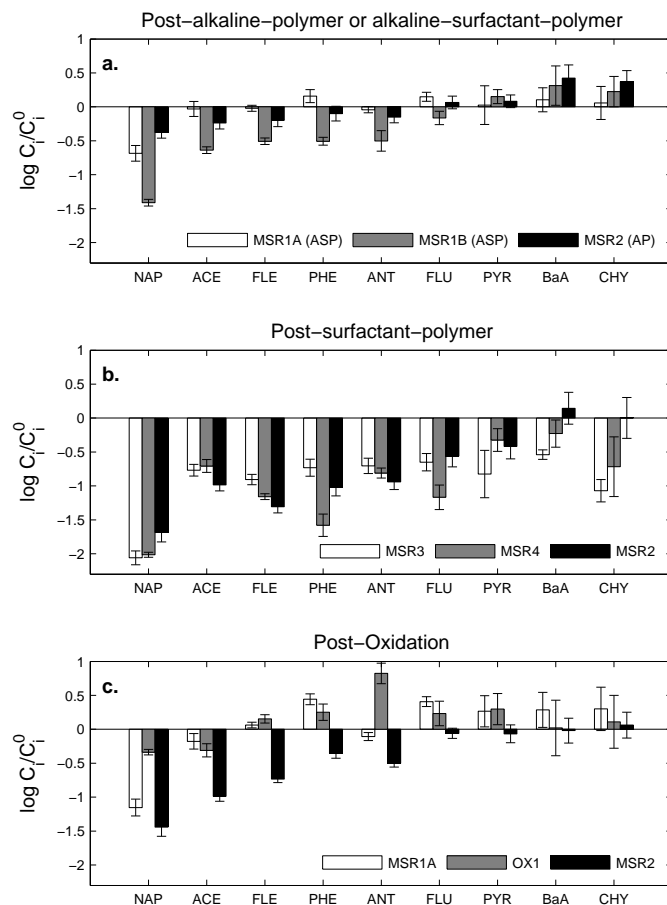 Post−alkaline−polymer or alkaline−surfactant−polymer
a.
1
0.5
0
−0.5
−1
−1.5
−2
log C_i/C_i^0
MSR1A (ASP) MSR1B (ASP) MSR2 (AP)
NAP ACE FLE PHE ANT FLU PYR BaA CHY
Post−surfactant−polymer
b.
1
0.5
0
−0.5
−1
−1.5
−2
log C_i/C_i^0
MSR3 MSR4 MSR2
NAP ACE FLE PHE ANT FLU PYR BaA CHY
Post−Oxidation
c.
1
0.5
0
−0.5
−1
−1.5
−2
log C_i/C_i^0
MSR1A OX1 MSR2
NAP ACE FLE PHE ANT FLU PYR BaA CHY